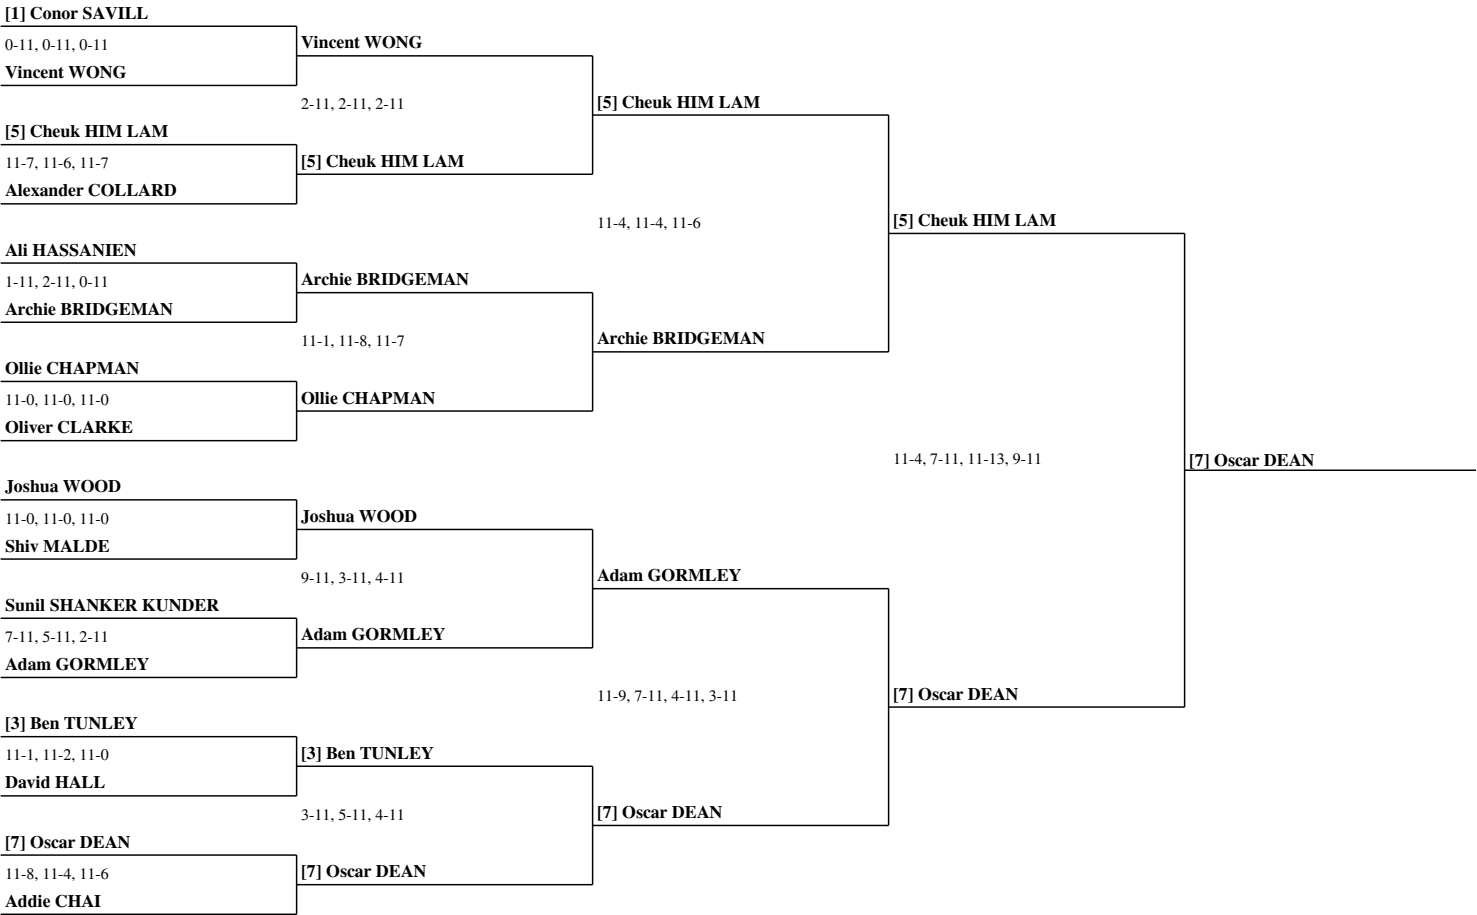 [1] Conor SAVILL
0-11, 0-11, 0-11
Vincent WONG
[5] Cheuk HIM LAM
11-7, 11-6, 11-7
Alexander COLLARD
Ali HASSANIEN
1-11, 2-11, 0-11
Archie BRIDGEMAN
Ollie CHAPMAN
11-0, 11-0, 11-0
Oliver CLARKE
Joshua WOOD
11-0, 11-0, 11-0
Shiv MALDE
Sunil SHANKER KUNDER
7-11, 5-11, 2-11
Adam GORMLEY
[3] Ben TUNLEY
11-1, 11-2, 11-0
David HALL
[7] Oscar DEAN
11-8, 11-4, 11-6
Addie CHAI
Vincent WONG
2-11, 2-11, 2-11
[5] Cheuk HIM LAM
Archie BRIDGEMAN
11-1, 11-8, 11-7
Ollie CHAPMAN
Joshua WOOD
9-11, 3-11, 4-11
Adam GORMLEY
[3] Ben TUNLEY
3-11, 5-11, 4-11
[7] Oscar DEAN
[5] Cheuk HIM LAM
11-4, 11-4, 11-6
Archie BRIDGEMAN
Adam GORMLEY
11-9, 7-11, 4-11, 3-11
[7] Oscar DEAN
[5] Cheuk HIM LAM
11-4, 7-11, 11-13, 9-11
[7] Oscar DEAN
[7] Oscar DEAN